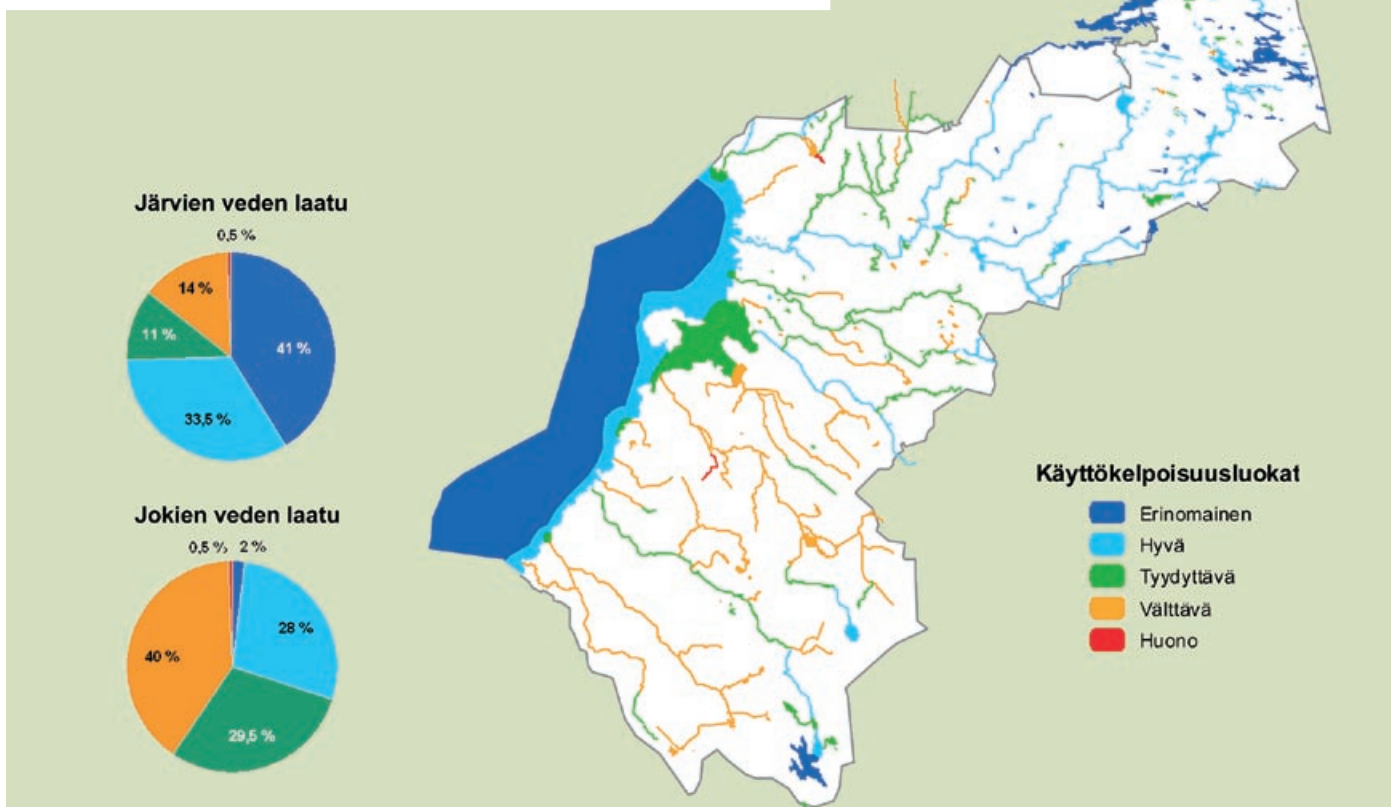 Järvien veden laatu
0,5 %
14 %
11 %
41 %
33,5 %
Jokien veden laatu
0,5 % 2 %
28 %
40 %
29,5 %
Käyttökelpoisuusluokat
Erinomainen
Hyvä
Tyydyttävä
Välttävä
Huono